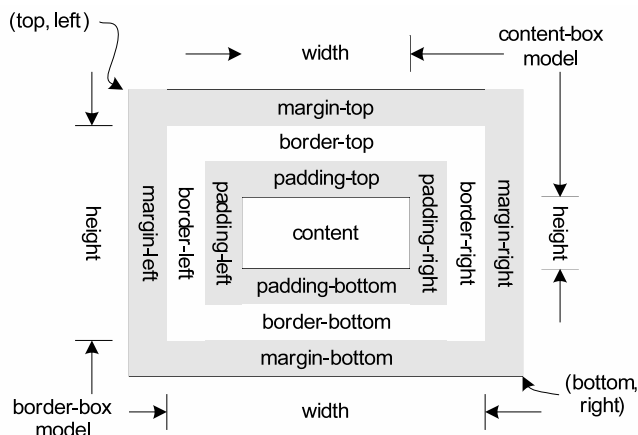 (top, left)
width
content-box
model
margin-top
border-top
padding-top
height
margin-left
border-left
padding-left
content
padding-right
border-right
margin-right
height
padding-bottom
border-bottom
margin-bottom
border-box
model
width
(bottom,
right)